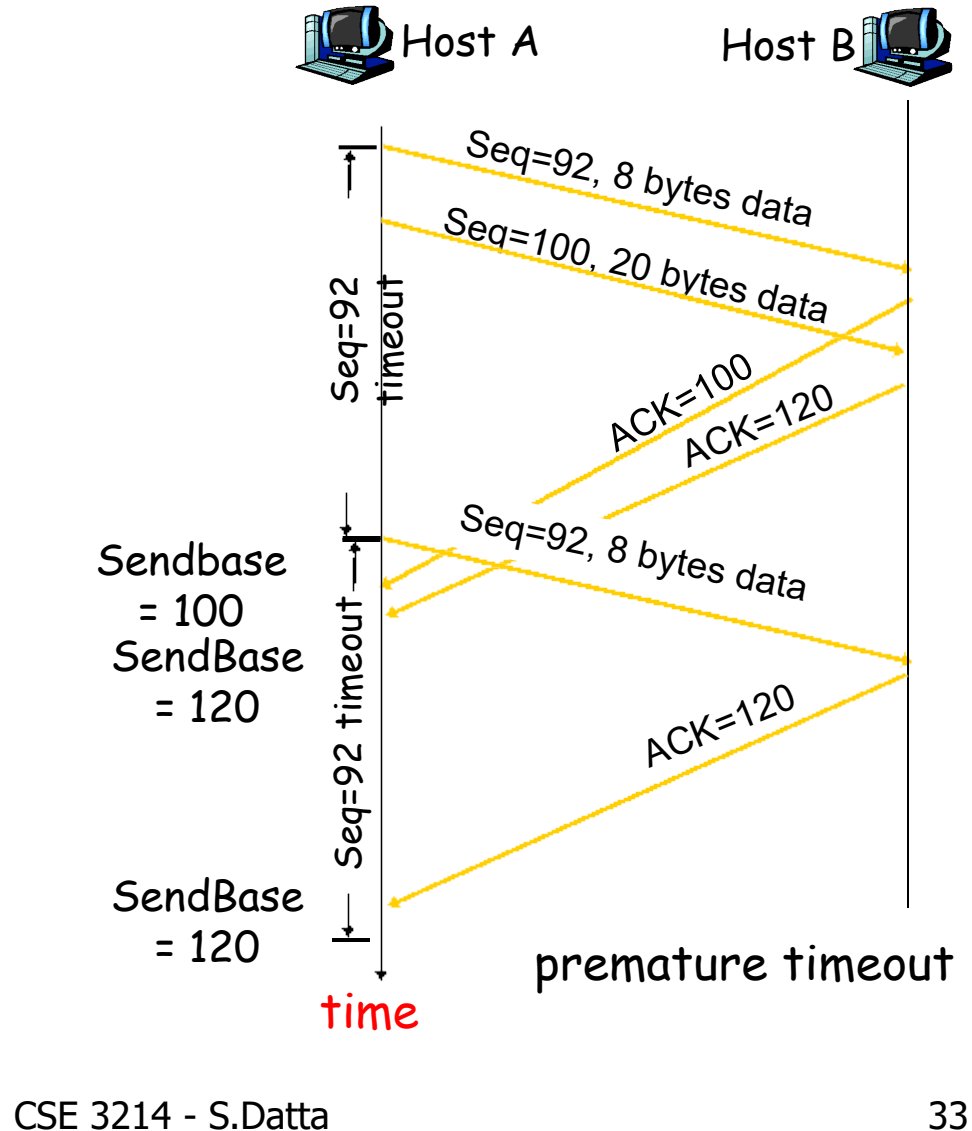 Host A
Host B
Seq=92, 8 bytes data
Seq=100, 20 bytes data
Seq=92
timeout
ACK=100
ACK=120
Seq=92, 8 bytes data
Sendbase
= 100
SendBase
= 120
Seq=92 timeout
ACK=120
SendBase
= 120
premature timeout
time
CSE 3214 - S.Datta
33